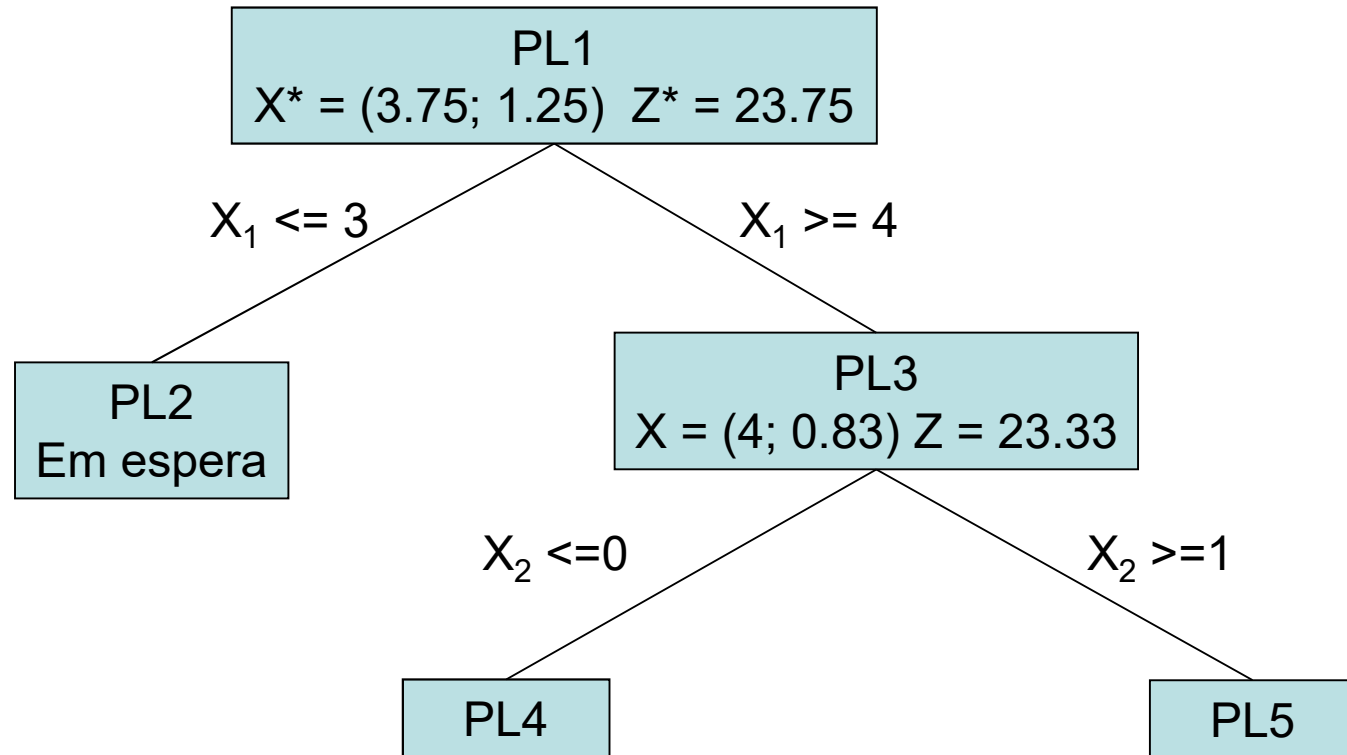 PL1
X* = (3.75; 1.25) Z* = 23.75
X₁ <= 3
X₁ >= 4
PL2
Em espera
PL3
X = (4; 0.83) Z = 23.33
X₂ <=0
X₂ >=1
PL4
PL5